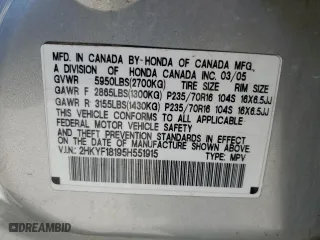 MFD. IN CANADA BY-HONDA OF CANADA MFG.
A DIVISION OF HONDA CANADA INC. 03/05
GVWR 5950LBS(2700KG) TIRE SIZE RIM SIZE
GAWR F 2865LBS(1300KG) P235/70R16 104S 16X6.5JJ
GAWR R 3155LBS(1430KG) P235/70R16 104S 16X6.5JJ
THIS VEHICLE CONFORMS TO ALL APPLICABLE
FEDERAL MOTOR VEHICLE SAFETY
AND THEFT PREVENTION STANDARDS IN EFFECT
ON THE DATE OF MANUFACTURE SHOWN ABOVE.
V.I.N: 2HKYF18195H551915 TYPE: MPV